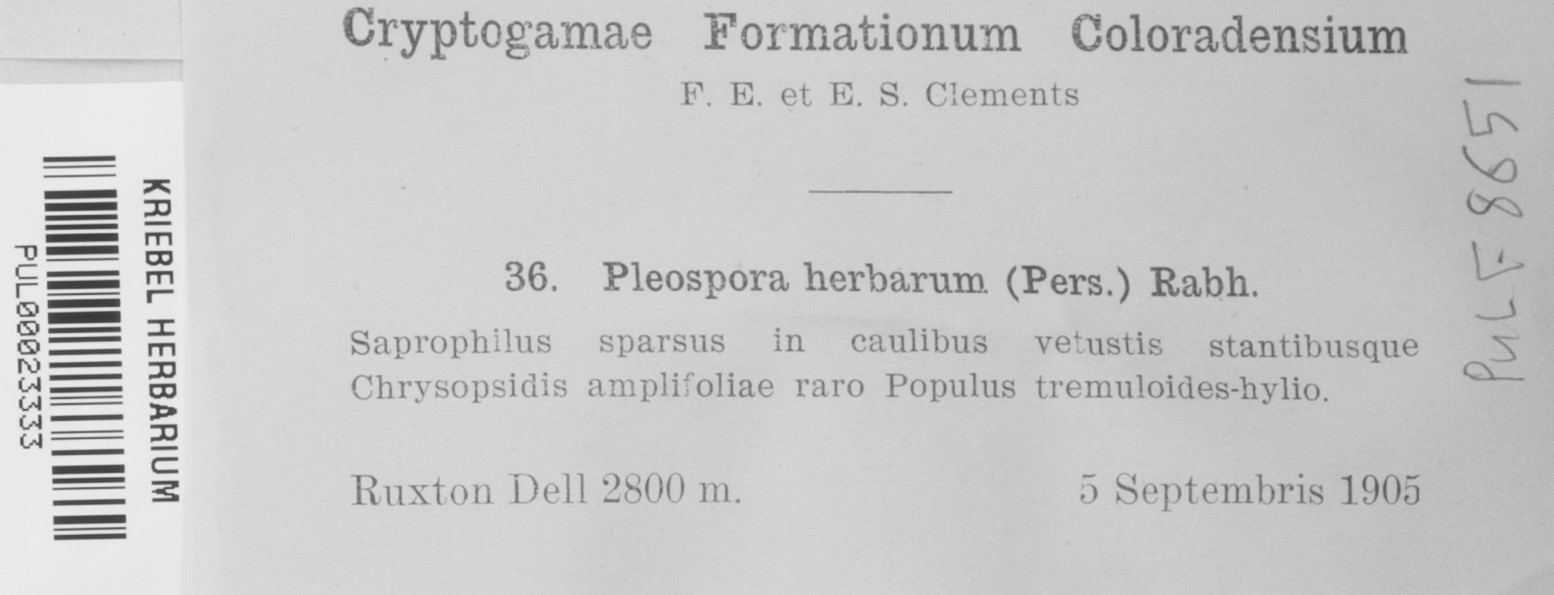 Cryptogamae Formationum Coloradensium
F. E. et E. S. Clements
36. Pleospora herbarum (Pers.) Rabh.
Saprophilus sparsus in caulibus vetustis stantibusque
Chrysopsidis amplifoliae raro Populus tremuloides-hylio.
Ruxton Dell 2800 m. 5 Septembris 1905
KRIEBEL HERBARIUM
PUL00023333
PUL F 8651